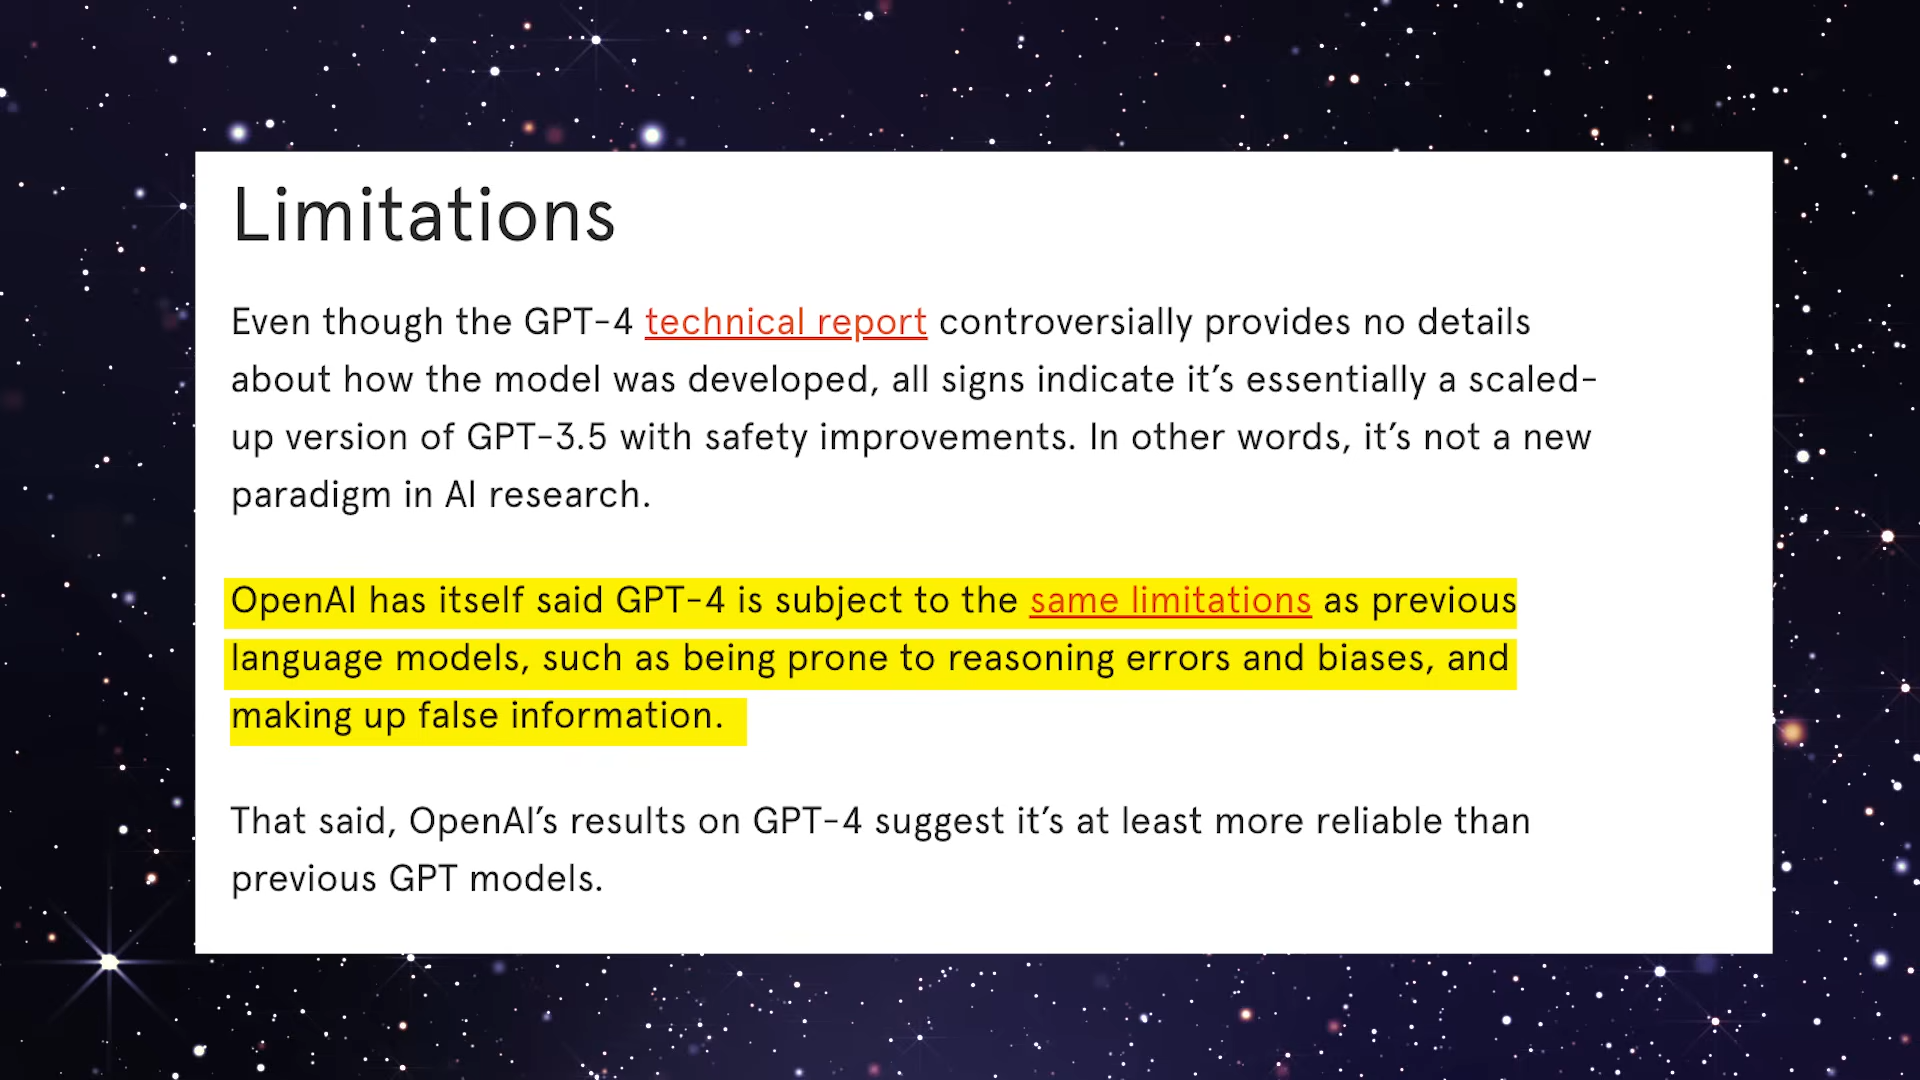 Limitations
Even though the GPT-4 technical report controversially provides no details
about how the model was developed, all signs indicate it’s essentially a scaled-
up version of GPT-3.5 with safety improvements. In other words, it’s not a new
paradigm in AI research.
OpenAI has itself said GPT-4 is subject to the same limitations as previous
language models, such as being prone to reasoning errors and biases, and
making up false information.
That said, OpenAI’s results on GPT-4 suggest it’s at least more reliable than
previous GPT models.